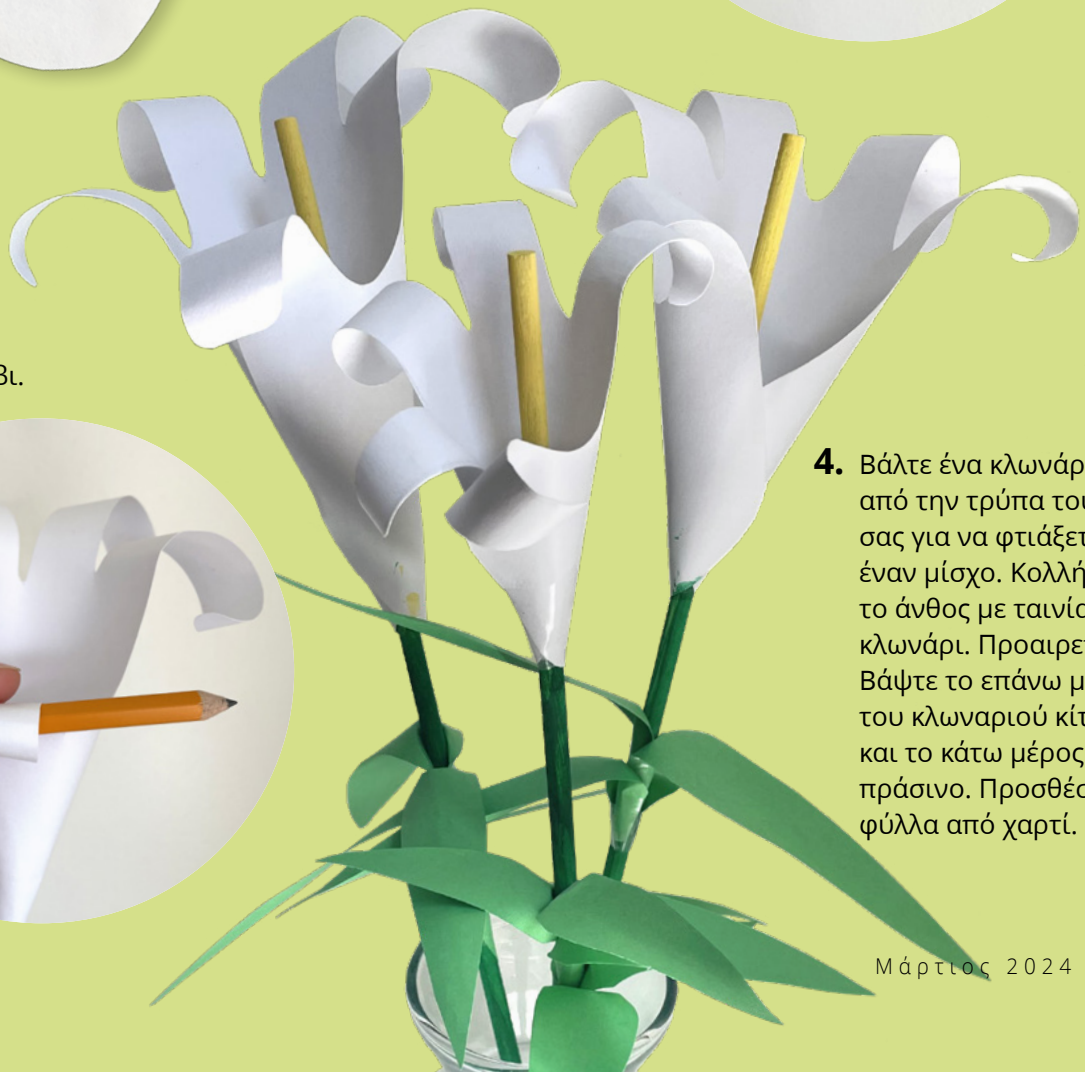 βι.
4. Βάλτε ένα κλωνάρ
από την τρύπα του
σας για να φτιάξετ
έναν μίσχο. Κολλή
το άνθος με ταινία
κλωνάρι. Προαιρετ
Βάψτε το επάνω μ
του κλωναριού κίτ
και το κάτω μέρος
πράσινο. Προσθέσ
φύλλα από χαρτί.
Μάρτιος 2024